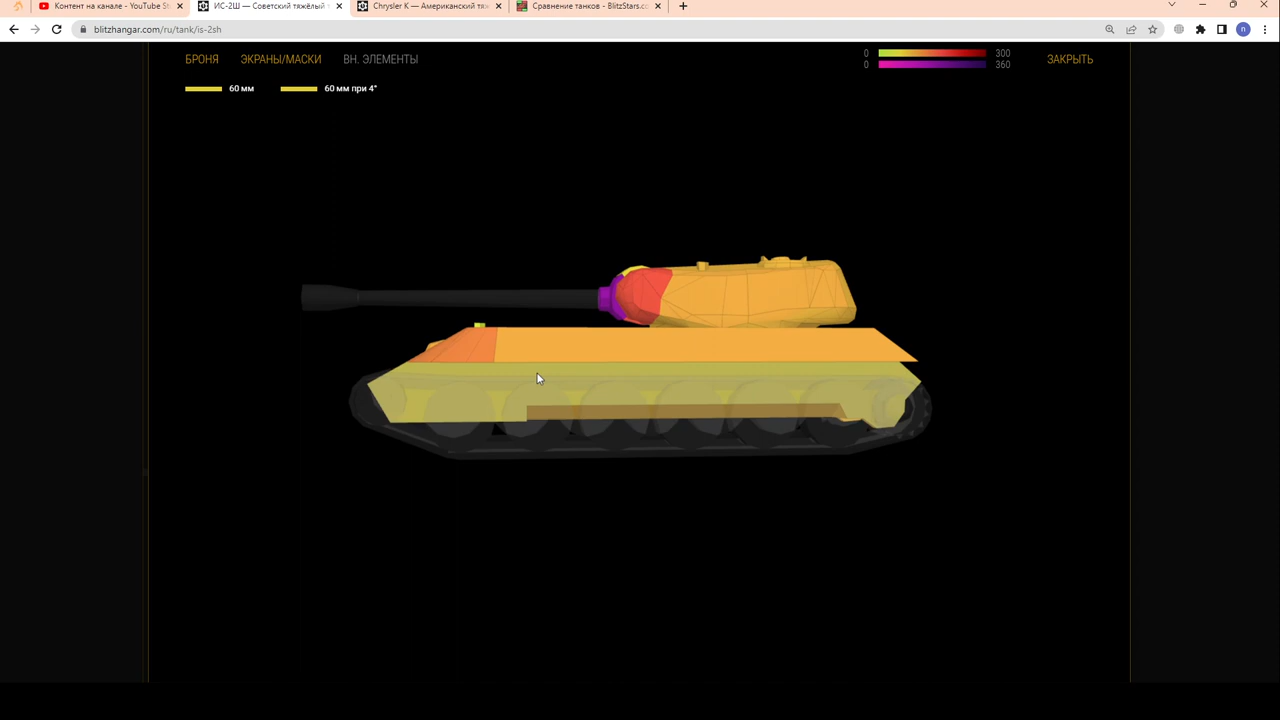 Контент на канале - YouTube St
ИС-2Ш — Советский тяжёлый т
Chrysler K — Американский тяж
Сравнение танков - BlitzStars.co
blitzhangar.com/ru/tank/is-2sh
n
БРОНЯ
ЭКРАНЫ/МАСКИ
ВН. ЭЛЕМЕНТЫ
0
300
0
360
ЗАКРЫТЬ
60 мм
60 мм при 4°